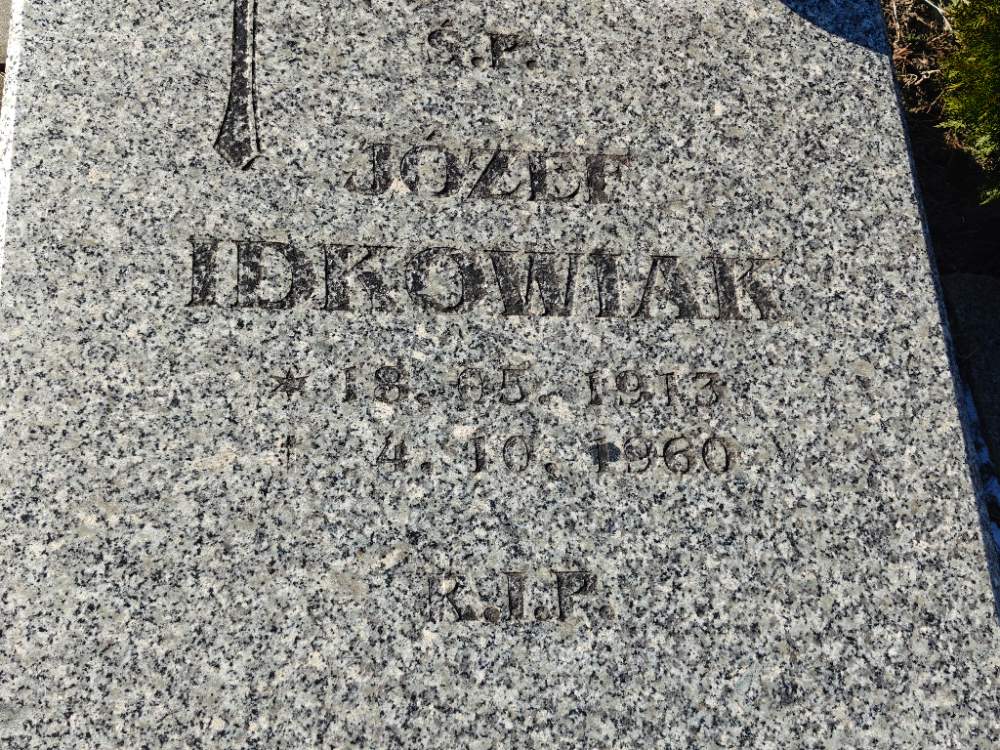 Ś.P.
JÓZEF
IDKOWIAK
* 18. 05. 1913
† 4. 10. 1960
R.I.P.